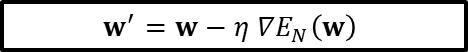 𝐰′ = 𝐰 − η ∇E_N(𝐰)